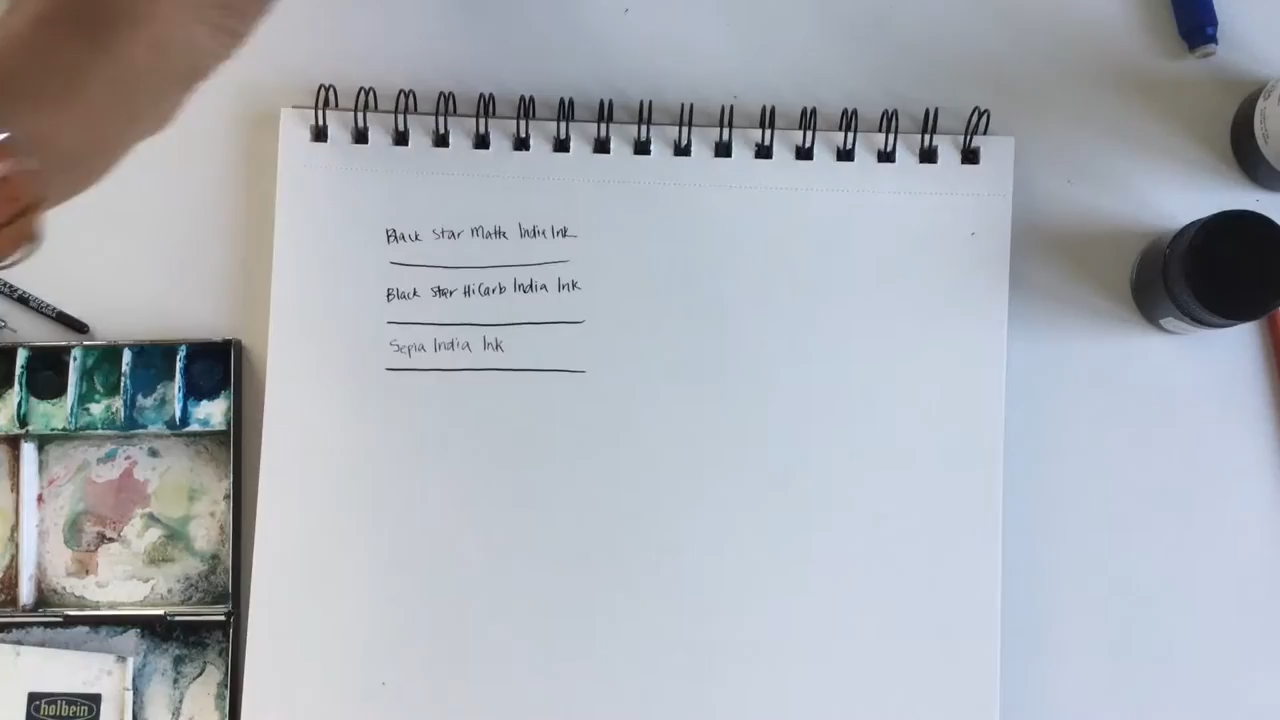 Black Star Matte India Ink
Black Star HiCarb India Ink
Sepia India Ink
holbein